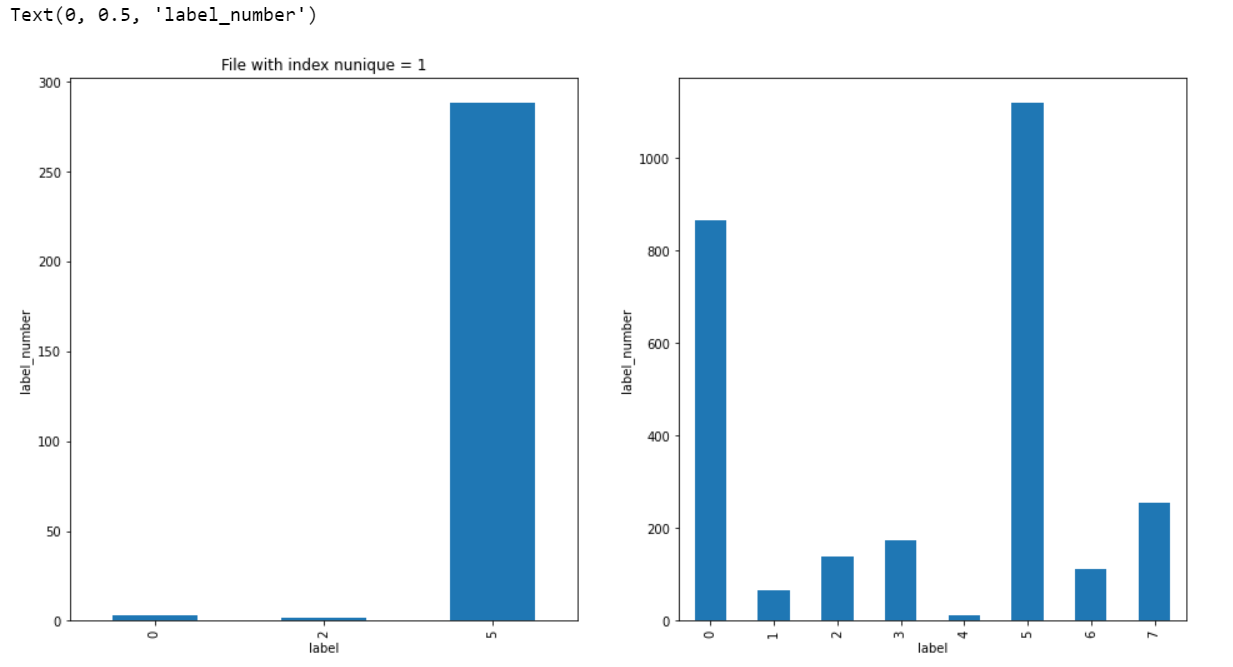 Text(0, 0.5, 'label_number')
File with index nunique = 1
300
250
200
150
100
50
0
label_number
0 2 5
label
1000
800
600
400
200
0
label_number
0 1 2 3 4 5 6 7
label